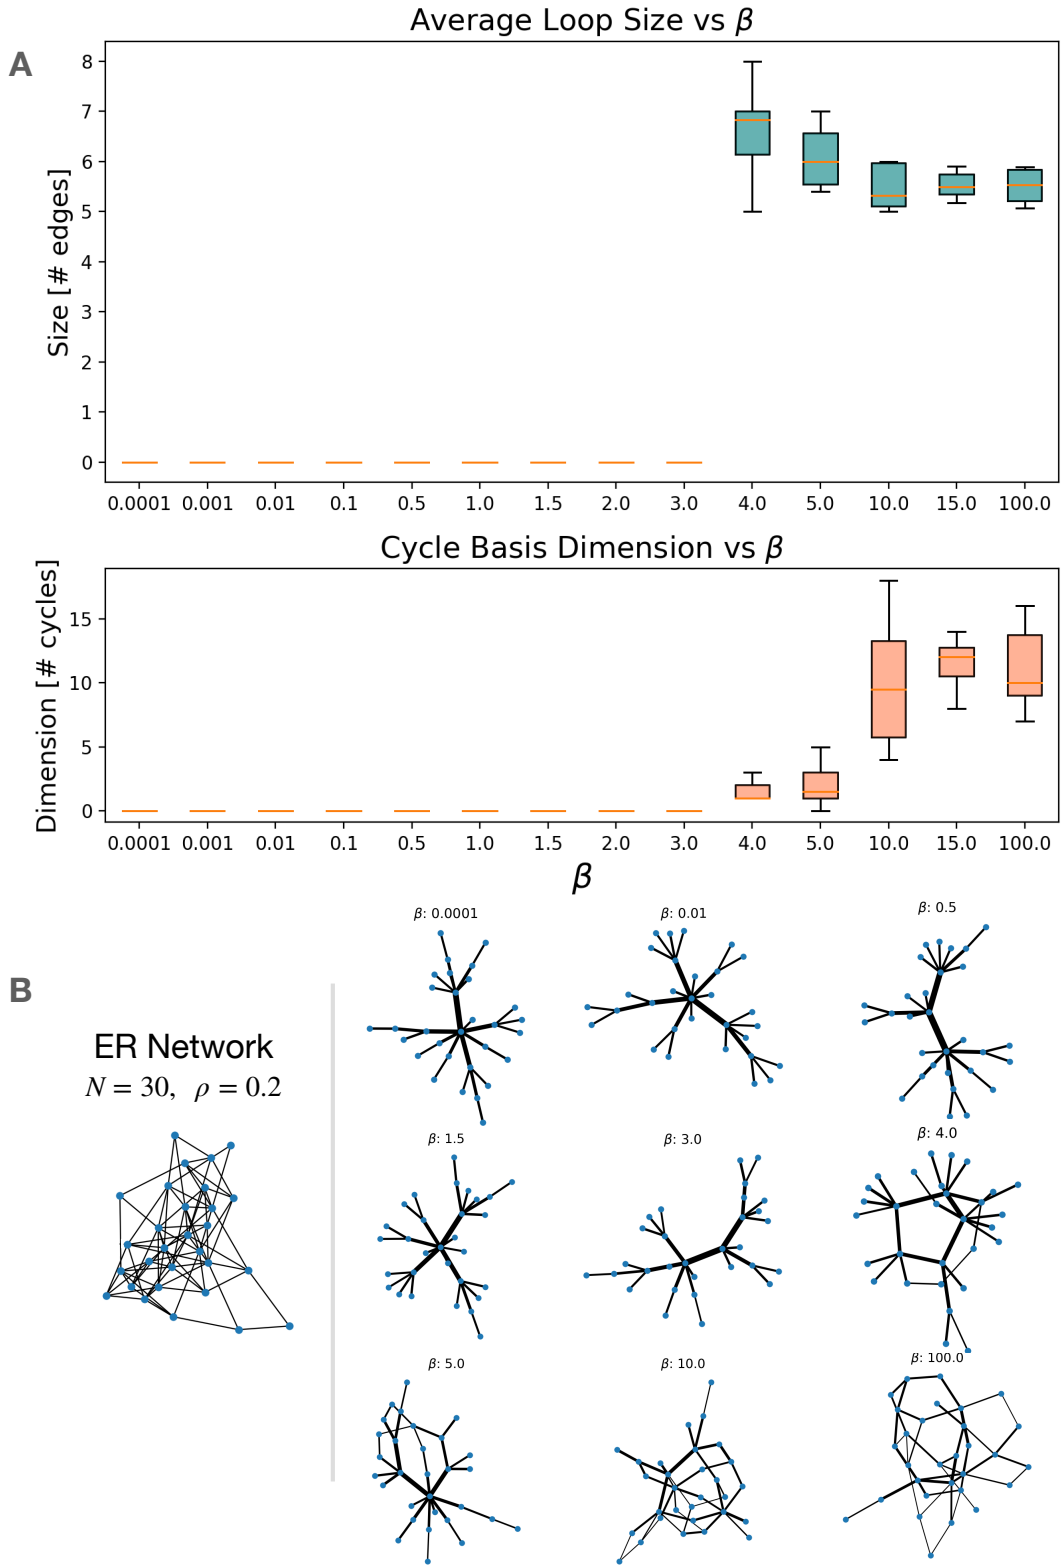 Average Loop Size vs β
A
8
7
6
5
4
3
2
1
0
Size [# edges]
0.0001 0.001 0.01 0.1 0.5 1.0 1.5 2.0 3.0 4.0 5.0 10.0 15.0 100.0
Cycle Basis Dimension vs β
15
10
5
0
Dimension [# cycles]
0.0001 0.001 0.01 0.1 0.5 1.0 1.5 2.0 3.0 4.0 5.0 10.0 15.0 100.0
β
B
ER Network
N = 30, ρ = 0.2
β: 0.0001 β: 0.01 β: 0.5
β: 1.5 β: 3.0 β: 4.0
β: 5.0 β: 10.0 β: 100.0